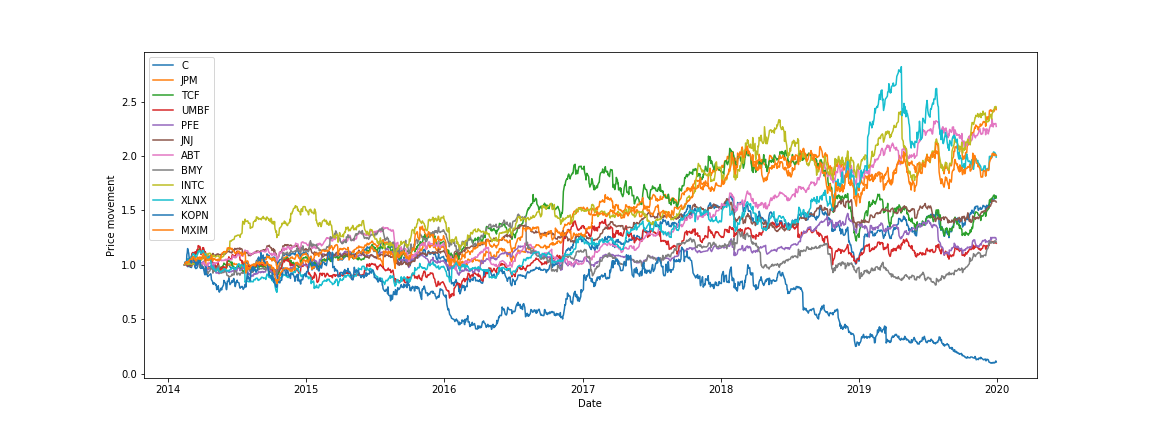 C
JPM
TCF
UMBF
PFE
JNJ
ABT
BMY
INTC
XLNX
KOPN
MXIM
Price movement
2.5
2.0
1.5
1.0
0.5
0.0
2014 2015 2016 2017 2018 2019 2020
Date